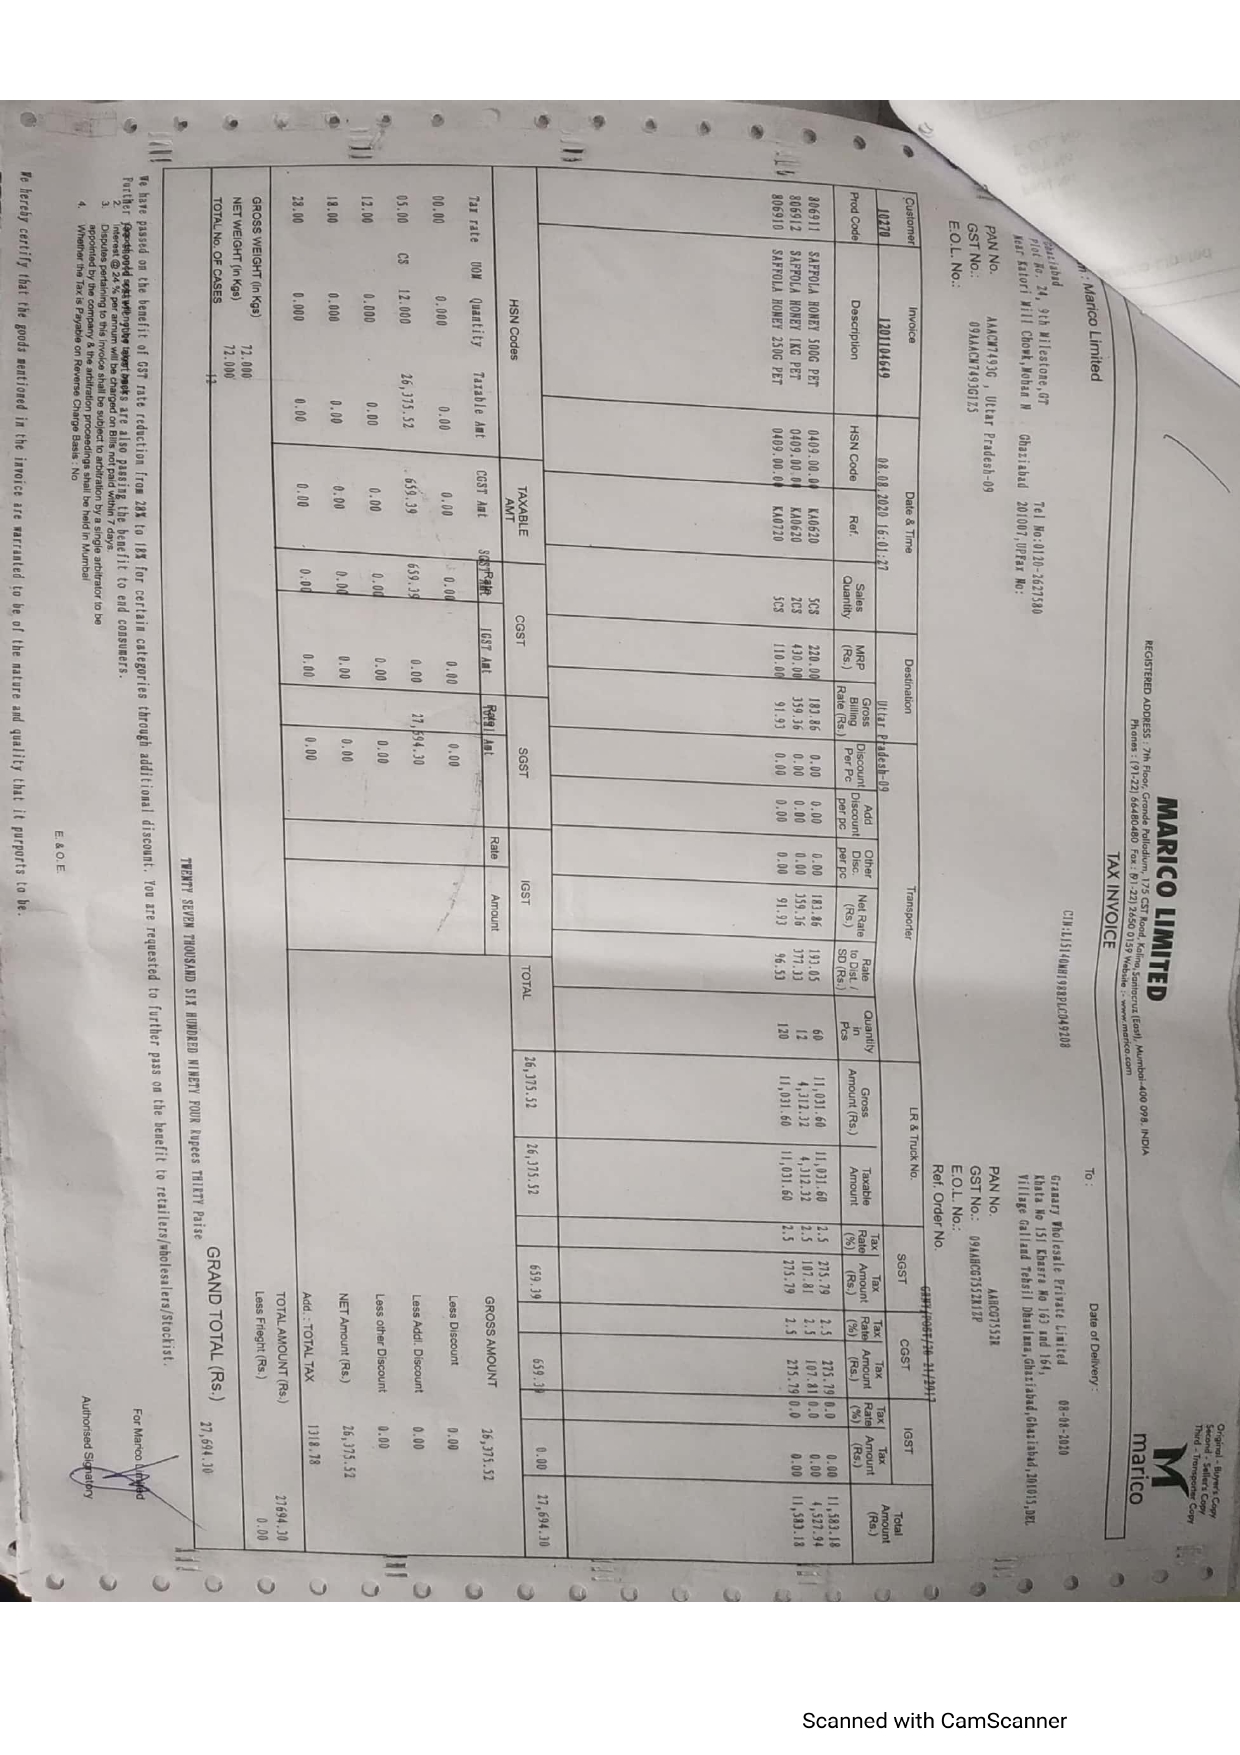 Original - Buyer's Copy
Second - Seller's Copy
Third - Transporter Copy
marico
MARICO LIMITED
REGISTERED ADDRESS : 7th Floor, Grande Palladium, 175 CST Road, Kalina, Santacruz (East), Mumbai-400 098. INDIA
Phones : (91-22) 66480480 Fax : (91-22) 2650 0159 Website :- www.marico.com
TAX INVOICE
: Marico Limited
Ghaziabad
Plot No. 24, 9th Milestone,GT
Near Katori Mill Chowk,Mohan N Ghaziabad 201007,UPFax No:
Tel No:0120-2627580
PAN No. AAACM7493G , Uttar Pradesh-09
GST No.: 09AAACM7493G1Z5
E.O.L. No.:
CIN:L15140MH1988PLC049208
To : Date of Delivery :
Granary Wholesale Private Limited 08-08-2020
Khata No 151 Khasra No 163 and 164,
Village Galland Tehsil Dhaulana,Ghaziabad,Ghaziabad,201015,DEL
PAN No. AAHCG7552R
GST No.: 09AAHCG7552R1ZP
E.O.L. No.:
Ref. Order No. GRNY/POST/20-21/2917
Customer Invoice Date & Time Destination Transporter LR & Truck No. SGST CGST IGST Total Amount (Rs.)
10270 1201104649 08.08.2020 16:01:27 Uttar Pradesh-09
Prod Code Description HSN Code Ref. Sales Quantity MRP (Rs.) Gross Billing Rate (Rs.) Discount Per Pc Add Discount per pc Other Disc. per pc Net Rate (Rs.) Rate to Dist. / SD (Rs.) Quantity in Pcs Gross Amount (Rs.) Taxable Amount Tax Rate (%) Tax Amount (Rs.) Tax Rate (%) Tax Amount (Rs.) Tax Rate (%) Tax Amount (Rs.)
806911 SAFFOLA HONEY 500G PET 0409.00.00 KA0620 5CS 220.00 183.86 0.00 0.00 0.00 183.86 193.05 60 11,031.60 11,031.60 2.5 275.79 2.5 275.79 0.0 0.00 11,583.18
806912 SAFFOLA HONEY 1KG PET 0409.00.00 KA0620 2CS 430.00 359.36 0.00 0.00 0.00 359.36 377.33 12 4,312.32 4,312.32 2.5 107.81 2.5 107.81 0.0 0.00 4,527.94
806910 SAFFOLA HONEY 250G PET 0409.00.00 KA0720 5CS 110.00 91.93 0.00 0.00 0.00 91.93 96.53 120 11,031.60 11,031.60 2.5 275.79 2.5 275.79 0.0 0.00 11,583.18
TOTAL 26,375.52 26,375.52 659.39 659.39 0.00 27,694.30
HSN Codes TAXABLE AMT CGST SGST IGST
Rate Rate Rate Amount
Tax rate UOM Quantity Taxable Amt CGST Amt SGST Amt IGST Amt Total Amt
00.00 0.000 0.00 0.00 0.00 0.00 0.00
05.00 CS 12.000 26,375.52 659.39 659.39 0.00 27,694.30
12.00 0.000 0.00 0.00 0.00 0.00 0.00
18.00 0.000 0.00 0.00 0.00 0.00 0.00
28.00 0.000 0.00 0.00 0.00 0.00 0.00
GROSS AMOUNT 26,375.52
Less Discount 0.00
Less Addl. Discount 0.00
Less other Discount 0.00
NET Amount (Rs.) 26,375.52
Add. : TOTAL TAX 1318.78
TOTAL AMOUNT (Rs.) 27694.30
Less Frieght (Rs.) 0.00
GROSS WEIGHT (in Kgs) 72.000
NET WEIGHT (in Kgs) 72.000
TOTAL No. OF CASES 12
GRAND TOTAL (Rs.) 27,694.30
TWENTY SEVEN THOUSAND SIX HUNDRED NINETY FOUR Rupees THIRTY Paise
We have passed on the benefit of GST rate reduction from 28% to 18% for certain categories through additional discount. You are requested to further pass on the benefit to retailers/wholesalers/Stockist.
Further are also passing the benefit to end consumers.
2. Interest @ 24 % per annum will be charged on Bills not paid within 7 days.
3. Disputes pertaining to this invoice shall be subject to arbitration by a single arbitrator to be
appointed by the company & the arbitration proceedings shall be held in Mumbai
4. Whether the Tax is Payable on Reverse Charge Basis : No
For Marico Limited
Authorised Signatory
E. & O. E.
We hereby certify that the goods mentioned in the invoice are warranted to be of the nature and quality that it purports to be.
Scanned with CamScanner